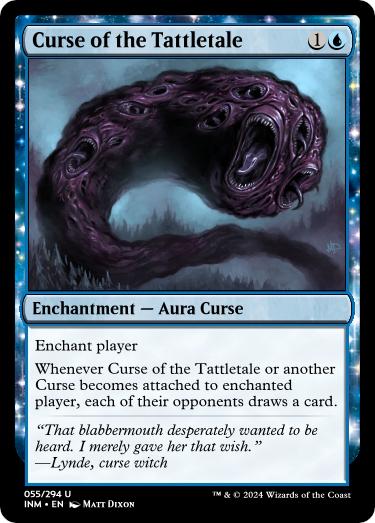 Curse of the Tattletale 1
Enchantment — Aura Curse
Enchant player
Whenever Curse of the Tattletale or another
Curse becomes attached to enchanted
player, each of their opponents draws a card.
“That blabbermouth desperately wanted to be
heard. I merely gave her that wish.”
—Lynde, curse witch
055/294 U
INM • EN Matt Dixon
™ & © 2024 Wizards of the Coast